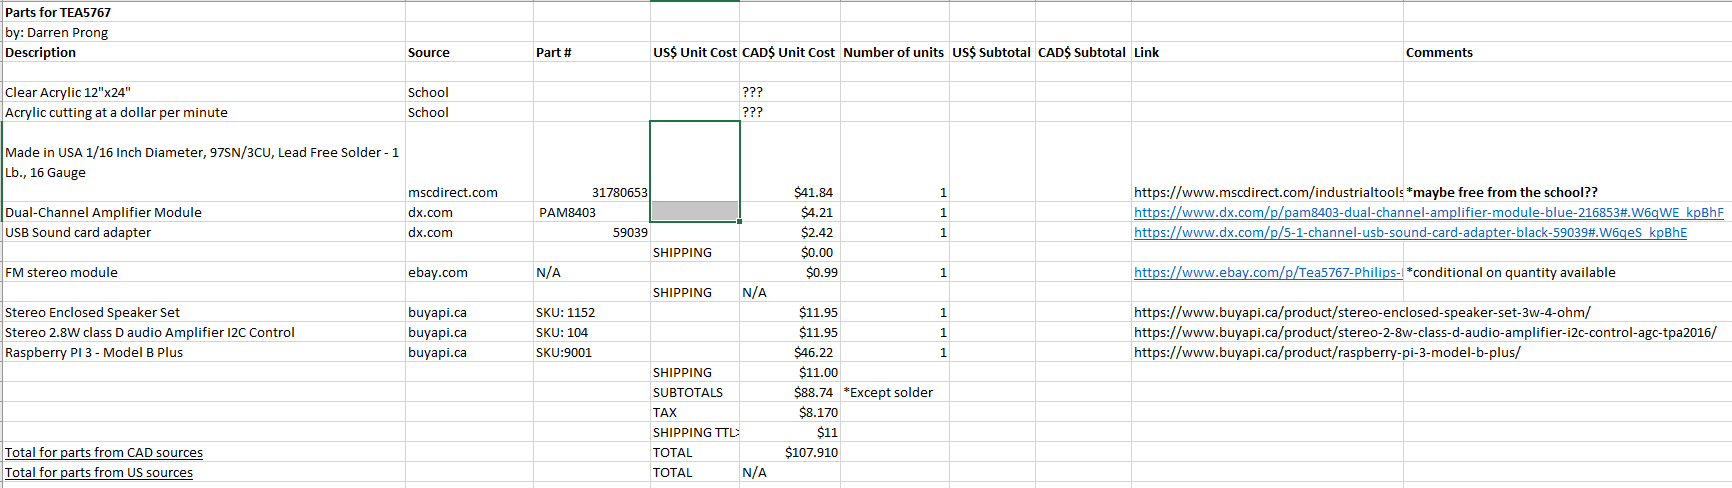 Parts for TEA5767
by: Darren Prong
Description Source Part # US$ Unit Cost CAD$ Unit Cost Number of units US$ Subtotal CAD$ Subtotal Link Comments
Clear Acrylic 12"x24" School ???
Acrylic cutting at a dollar per minute School ???
Made in USA 1/16 Inch Diameter, 97SN/3CU, Lead Free Solder - 1
Lb., 16 Gauge
mscdirect.com 31780653 $41.84 1 https://www.mscdirect.com/industrialtools *maybe free from the school??
Dual-Channel Amplifier Module dx.com PAM8403 $4.21 1 https://www.dx.com/p/pam8403-dual-channel-amplifier-module-blue-216853#.W6qWE_kpBhF
USB Sound card adapter dx.com 59039 $2.42 1 https://www.dx.com/p/5-1-channel-usb-sound-card-adapter-black-59039#.W6qeS_kpBhE
SHIPPING $0.00
FM stereo module ebay.com N/A $0.99 1 https://www.ebay.com/p/Tea5767-Philips- *conditional on quantity available
SHIPPING N/A
Stereo Enclosed Speaker Set buyapi.ca SKU: 1152 $11.95 1 https://www.buyapi.ca/product/stereo-enclosed-speaker-set-3w-4-ohm/
Stereo 2.8W class D audio Amplifier I2C Control buyapi.ca SKU: 104 $11.95 1 https://www.buyapi.ca/product/stereo-2-8w-class-d-audio-amplifier-i2c-control-agc-tpa2016/
Raspberry PI 3 - Model B Plus buyapi.ca SKU:9001 $46.22 1 https://www.buyapi.ca/product/raspberry-pi-3-model-b-plus/
SHIPPING $11.00
SUBTOTALS $88.74 *Except solder
TAX $8.170
SHIPPING TTL> $11
Total for parts from CAD sources TOTAL $107.910
Total for parts from US sources TOTAL N/A